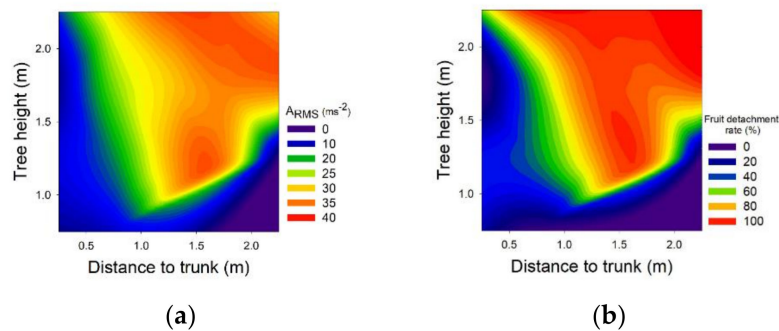 Tree height (m)
2.0
1.5
1.0
0.5 1.0 1.5 2.0
Distance to trunk (m)
A RMS (ms-2)
0
10
20
25
30
35
40
(a)
Tree height (m)
2.0
1.5
1.0
0.5 1.0 1.5 2.0
Distance to trunk (m)
Fruit detachment
rate (%)
0
20
40
60
80
100
(b)